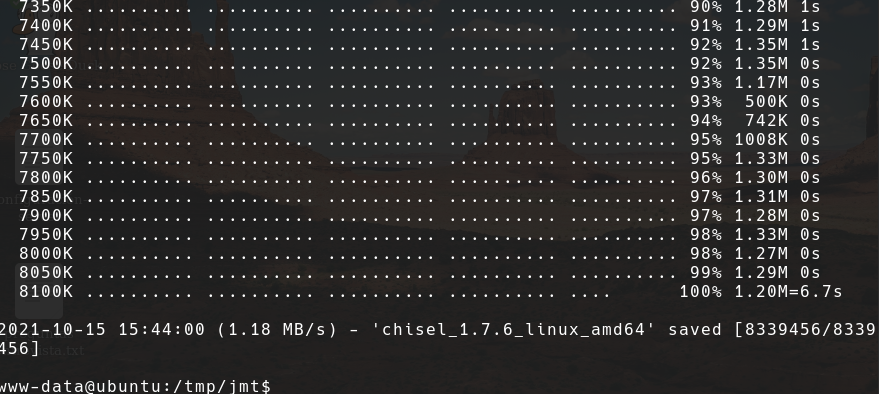 7350K .......... .......... .......... .......... .......... 90% 1.28M 1s
7400K .......... .......... .......... .......... .......... 91% 1.29M 1s
7450K .......... .......... .......... .......... .......... 92% 1.35M 1s
7500K .......... .......... .......... .......... .......... 92% 1.35M 0s
7550K .......... .......... .......... .......... .......... 93% 1.17M 0s
7600K .......... .......... .......... .......... .......... 93%  500K 0s
7650K .......... .......... .......... .......... .......... 94%  742K 0s
7700K .......... .......... .......... .......... .......... 95% 1008K 0s
7750K .......... .......... .......... .......... .......... 95% 1.33M 0s
7800K .......... .......... .......... .......... .......... 96% 1.30M 0s
7850K .......... .......... .......... .......... .......... 97% 1.31M 0s
7900K .......... .......... .......... .......... .......... 97% 1.28M 0s
7950K .......... .......... .......... .......... .......... 98% 1.33M 0s
8000K .......... .......... .......... .......... .......... 98% 1.27M 0s
8050K .......... .......... .......... .......... .......... 99% 1.29M 0s
8100K .......... .......... .......... .......... ....      100% 1.20M=6.7s
2021-10-15 15:44:00 (1.18 MB/s) - 'chisel_1.7.6_linux_amd64' saved [8339456/8339
456]
www-data@ubuntu:/tmp/jmt$